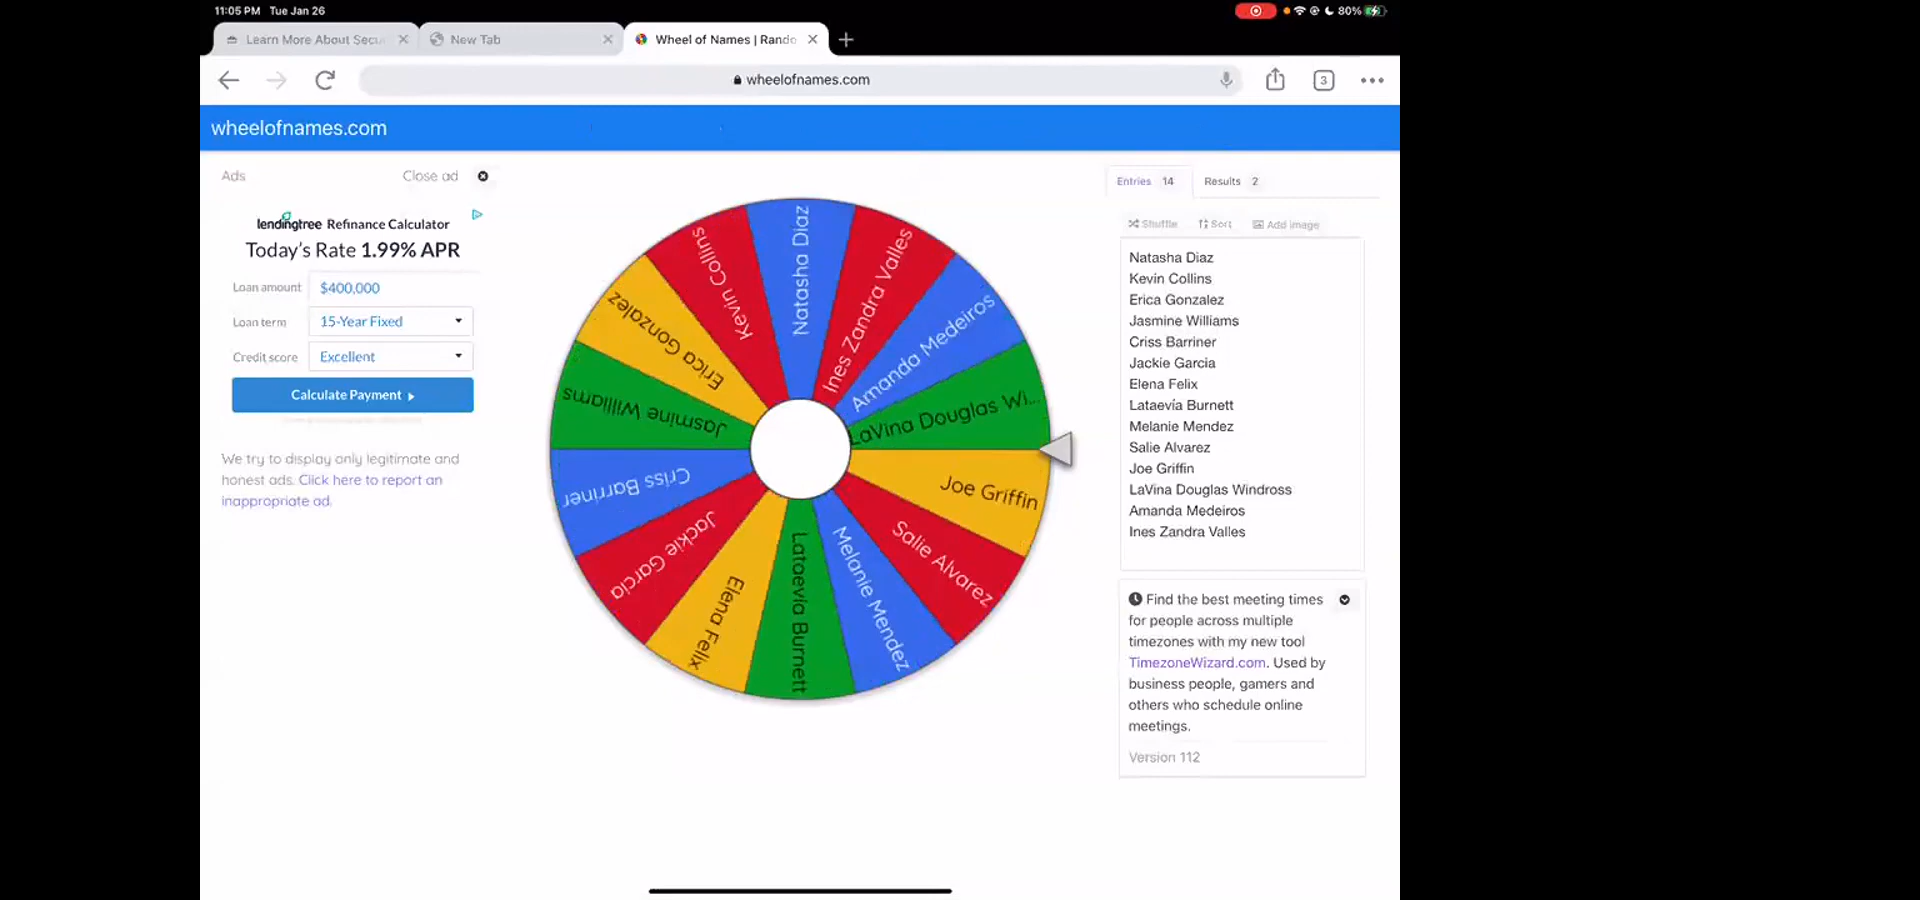 11:05 PM Tue Jan 26
80%
Learn More About Secu
New Tab
Wheel of Names | Rando
wheelofnames.com
3
wheelofnames.com
Ads
Close ad
lendingtree Refinance Calculator
Today's Rate 1.99% APR
Loan amount $400,000
Loan term 15-Year Fixed
Credit score Excellent
Calculate Payment
We try to display only legitimate and
honest ads. Click here to report an
inappropriate ad.
Natasha Diaz
Ines Zandra Valles
Amanda Medeiros
LaVina Douglas Wi...
Joe Griffin
Salie Alvarez
Melanie Mendez
Lataevia Burnett
Elena Felix
Jackie Garcia
Criss Barriner
Jasmine Williams
Erica Gonzalez
Kevin Collins
Entries 14
Results 2
Shuffle
Sort
Add image
Natasha Diaz
Kevin Collins
Erica Gonzalez
Jasmine Williams
Criss Barriner
Jackie Garcia
Elena Felix
Lataevía Burnett
Melanie Mendez
Salie Alvarez
Joe Griffin
LaVina Douglas Windross
Amanda Medeiros
Ines Zandra Valles
Find the best meeting times
for people across multiple
timezones with my new tool
TimezoneWizard.com. Used by
business people, gamers and
others who schedule online
meetings.
Version 112